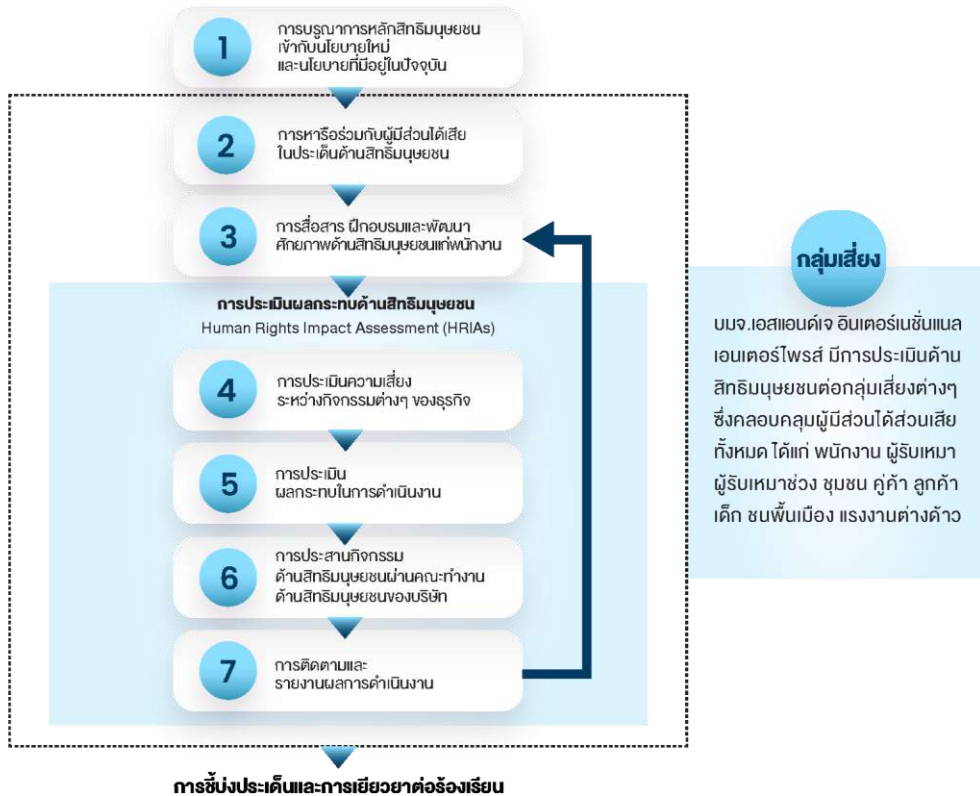 1
การบูรณาการหลักสิทธิมนุษยชน
เข้ากับนโยบายใหม่
และนโยบายที่มีอยู่ในปัจจุบัน
2
การหารือร่วมกับผู้มีส่วนได้เสีย
ในประเด็นด้านสิทธิมนุษยชน
3
การสื่อสาร ฝึกอบรมและพัฒนา
ศักยภาพด้านสิทธิมนุษยชนแก่พนักงาน
การประเมินผลกระทบด้านสิทธิมนุษยชน
Human Rights Impact Assessment (HRIAs)
4
การประเมินความเสี่ยง
ระหว่างกิจกรรมต่างๆ ของธุรกิจ
5
การประเมิน
ผลกระทบในการดำเนินงาน
6
การประสานกิจกรรม
ด้านสิทธิมนุษยชนผ่านคณะทำงาน
ด้านสิทธิมนุษยชนของบริษัท
7
การติดตามและ
รายงานผลการดำเนินงาน
การชี้บ่งประเด็นและการเยียวยาต่อร้องเรียน
กลุ่มเสี่ยง
บมจ.เอสแอนด์เจ อินเตอร์เนชั่นแนล
เอนเตอร์ไพรส์ มีการประเมินด้าน
สิทธิมนุษยชนต่อกลุ่มเสี่ยงต่างๆ
ซึ่งคลอบคลุมผู้มีส่วนได้ส่วนเสีย
ทั้งหมด ได้แก่ พนักงาน ผู้รับเหมา
ผู้รับเหมาช่วง ชุมชน คู่ค้า ลูกค้า
เด็ก ชนพื้นเมือง แรงงานต่างด้าว